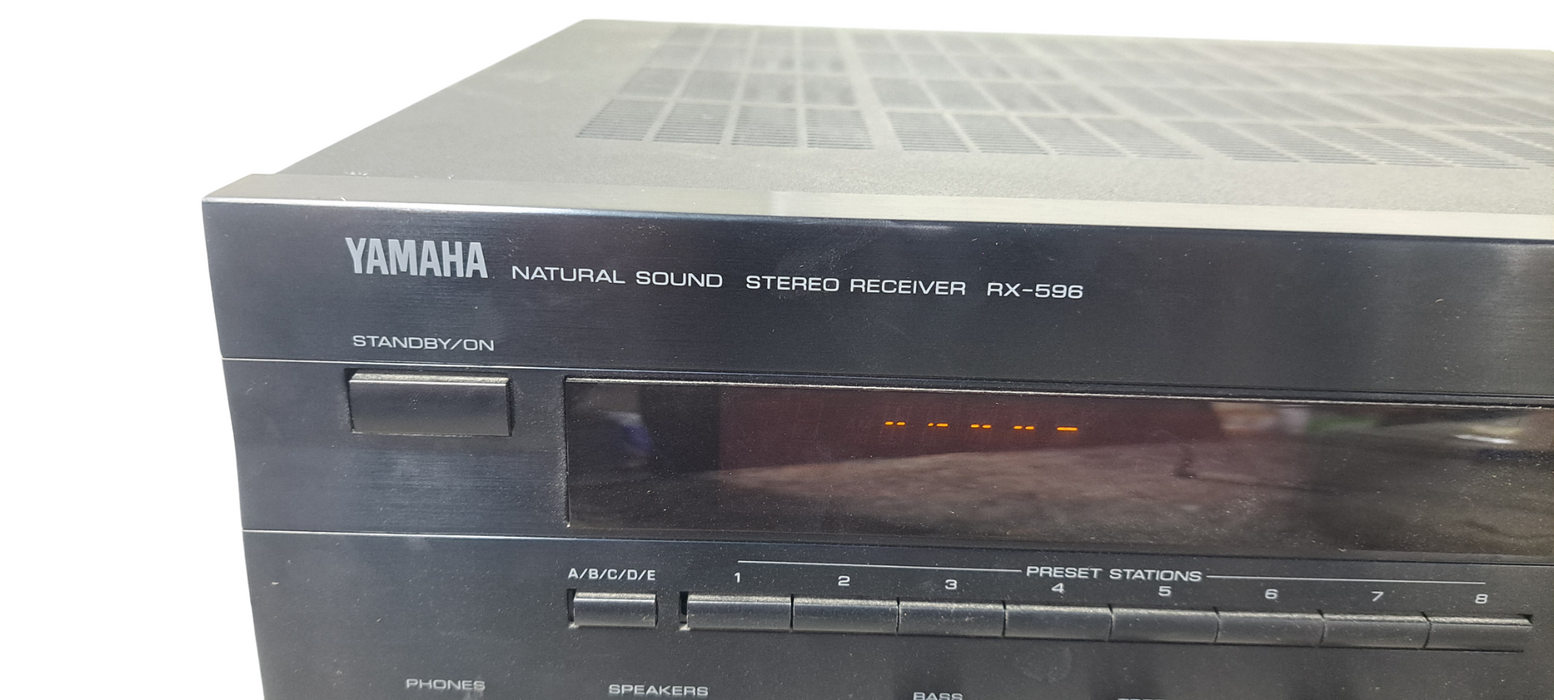 YAMAHA NATURAL SOUND STEREO RECEIVER RX-596
STANDBY/ON
A/B/C/D/E
PRESET STATIONS
1 2 3 4 5 6 7 8
PHONES SPEAKERS BASS